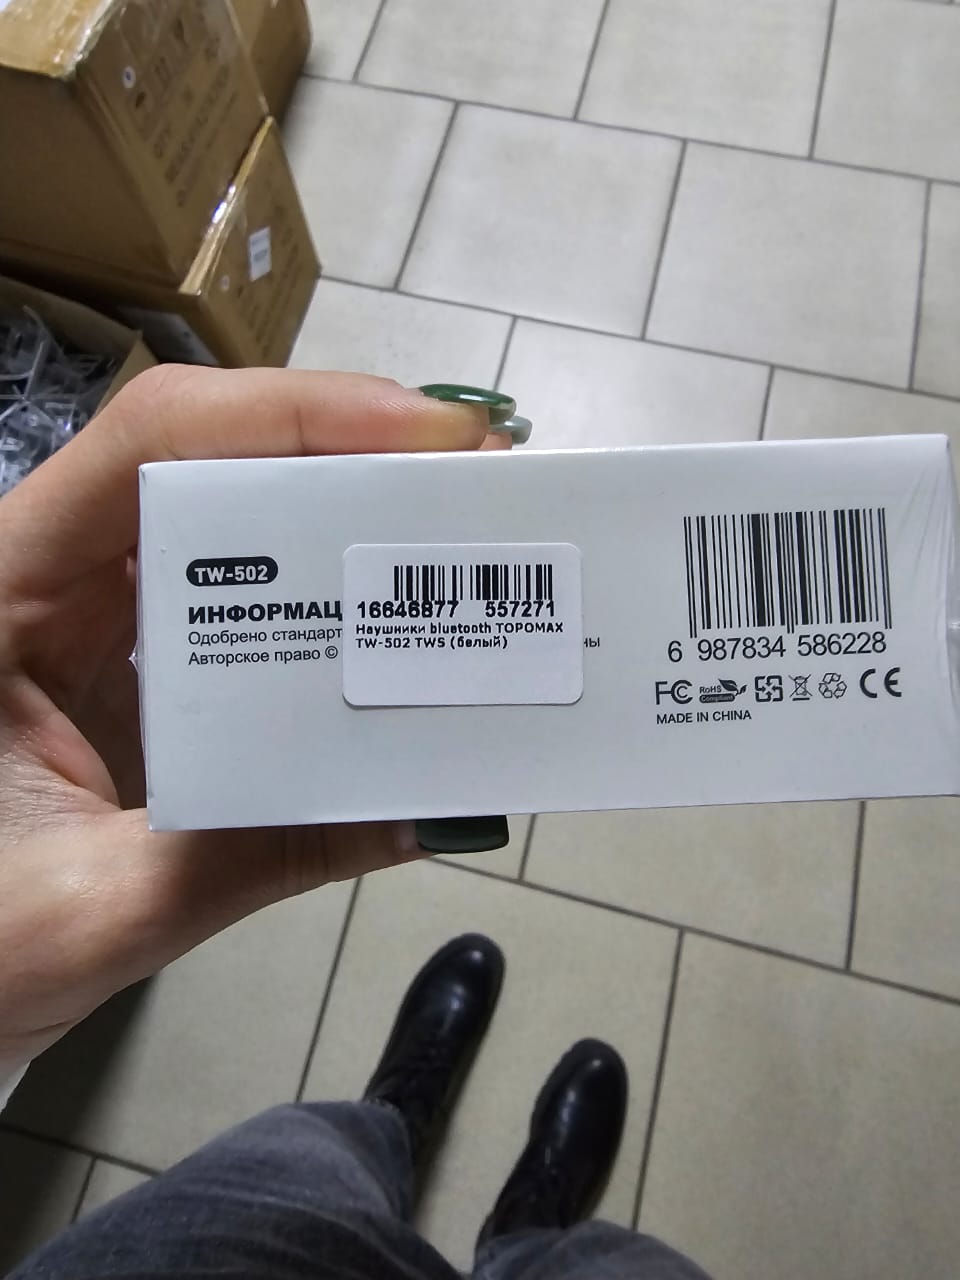 TW-502
ИНФОРМАЦ
Одобрено стандарт
Авторское право ©
ны
16646877 557271
Наушники bluetooth TOPOMAX
TW-502 TWS (белый)
6 987834 586228
FC RoHS Compliant CE
MADE IN CHINA